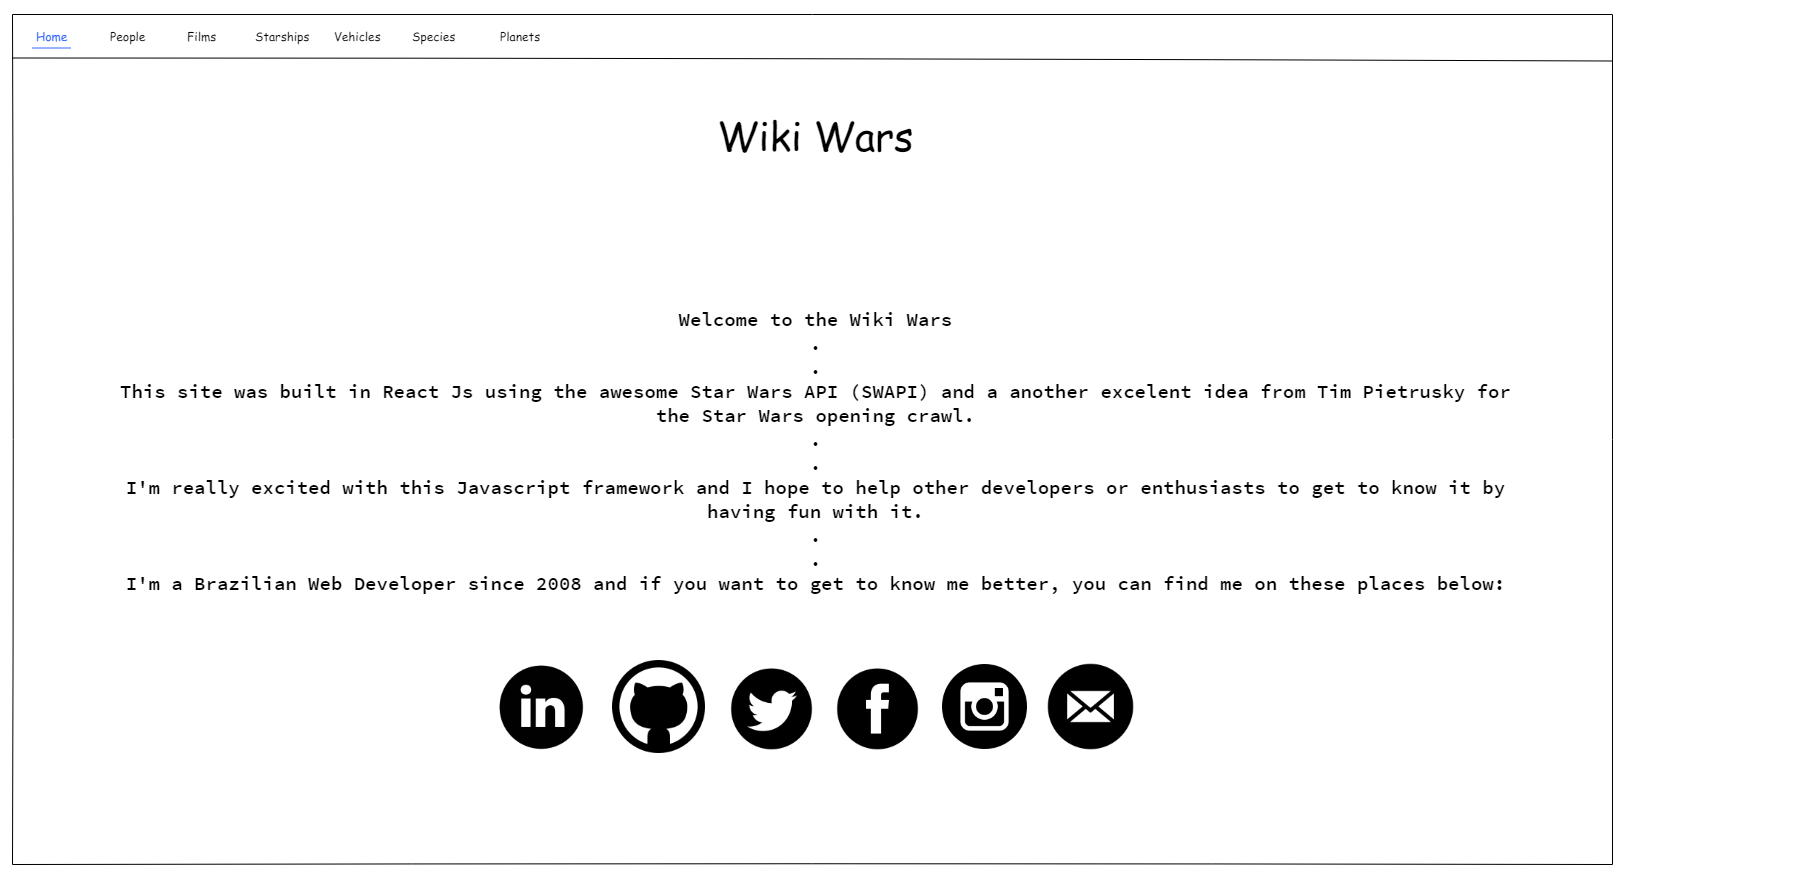 Home People Films Starships Vehicles Species Planets
Wiki Wars
Welcome to the Wiki Wars
.
.
This site was built in React Js using the awesome Star Wars API (SWAPI) and a another excelent idea from Tim Pietrusky for
the Star Wars opening crawl.
.
.
I'm really excited with this Javascript framework and I hope to help other developers or enthusiasts to get to know it by
having fun with it.
.
.
I'm a Brazilian Web Developer since 2008 and if you want to get to know me better, you can find me on these places below:
in
f